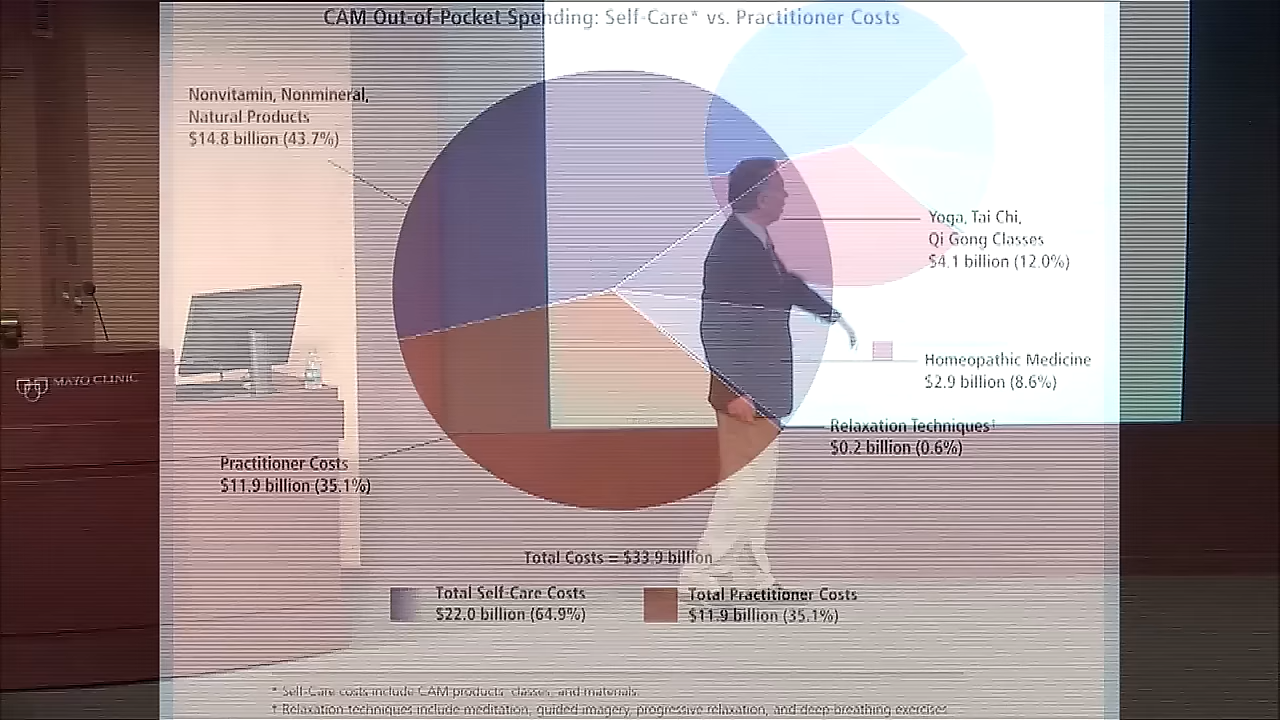 CAM Out-of-Pocket Spending: Self-Care* vs. Practitioner Costs
Nonvitamin, Nonmineral,
Natural Products
$14.8 billion (43.7%)
Yoga, Tai Chi,
Qi Gong Classes
$4.1 billion (12.0%)
Homeopathic Medicine
$2.9 billion (8.6%)
Relaxation Techniques†
$0.2 billion (0.6%)
MAYO CLINIC
Practitioner Costs
$11.9 billion (35.1%)
Total Costs = $33.9 billion
Total Self-Care Costs
$22.0 billion (64.9%)
Total Practitioner Costs
$11.9 billion (35.1%)
* Self-Care costs include CAM products, classes, and materials.
† Relaxation techniques include meditation, guided imagery, progressive relaxation, and deep breathing exercises